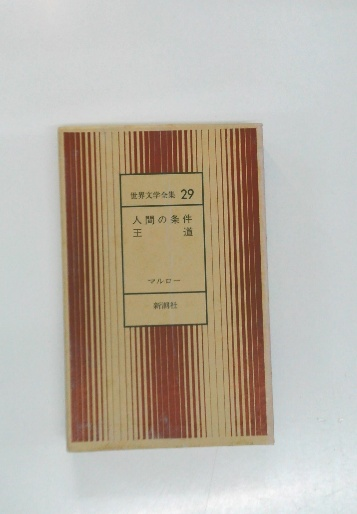 世界文学全集 29
人間の条件
王道
マルロー
新潮社